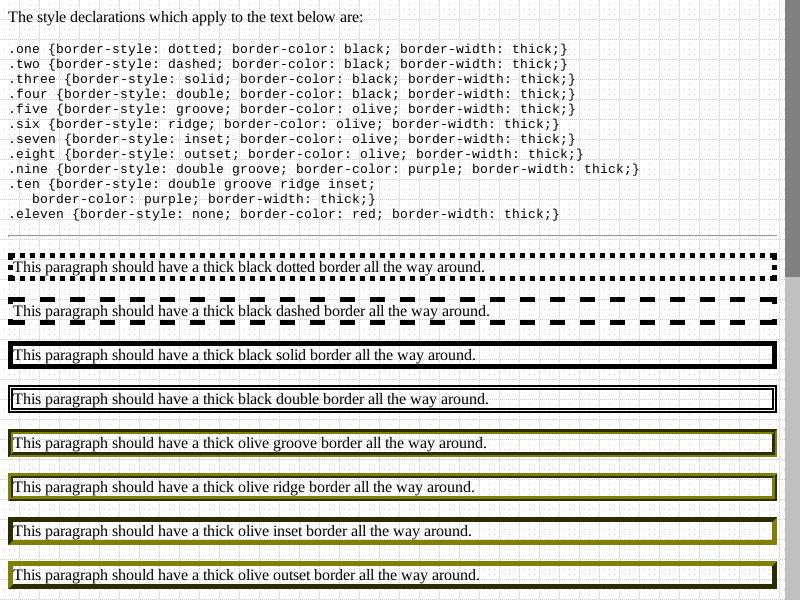 The style declarations which apply to the text below are:
.one {border-style: dotted; border-color: black; border-width: thick;}
.two {border-style: dashed; border-color: black; border-width: thick;}
.three {border-style: solid; border-color: black; border-width: thick;}
.four {border-style: double; border-color: black; border-width: thick;}
.five {border-style: groove; border-color: olive; border-width: thick;}
.six {border-style: ridge; border-color: olive; border-width: thick;}
.seven {border-style: inset; border-color: olive; border-width: thick;}
.eight {border-style: outset; border-color: olive; border-width: thick;}
.nine {border-style: double groove; border-color: purple; border-width: thick;}
.ten {border-style: double groove ridge inset;
   border-color: purple; border-width: thick;}
.eleven {border-style: none; border-color: red; border-width: thick;}
This paragraph should have a thick black dotted border all the way around.
This paragraph should have a thick black dashed border all the way around.
This paragraph should have a thick black solid border all the way around.
This paragraph should have a thick black double border all the way around.
This paragraph should have a thick olive groove border all the way around.
This paragraph should have a thick olive ridge border all the way around.
This paragraph should have a thick olive inset border all the way around.
This paragraph should have a thick olive outset border all the way around.